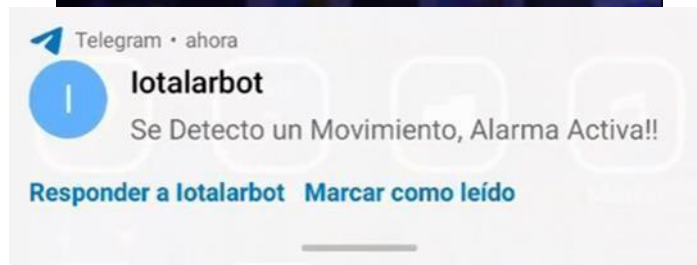 Telegram • ahora
I
Iotalarbot
Se Detecto un Movimiento, Alarma Activa!!
Responder a Iotalarbot Marcar como leído